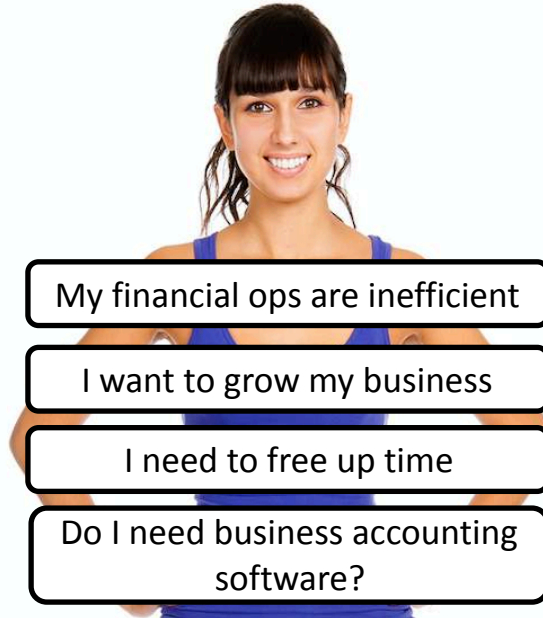 My financial ops are inefficient
I want to grow my business
I need to free up time
Do I need business accounting
software?